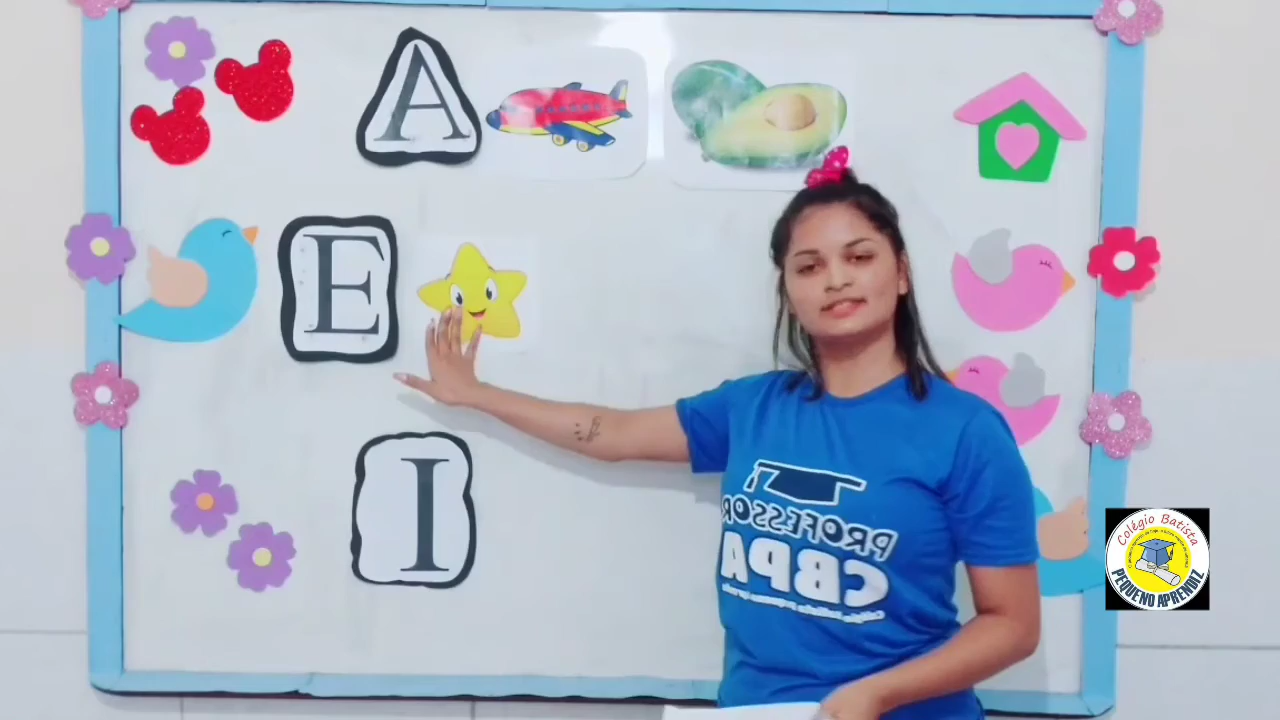 A
E
I
PROFESSOR
CBPA
Colégio Batista
PEQUENO APRENDIZ